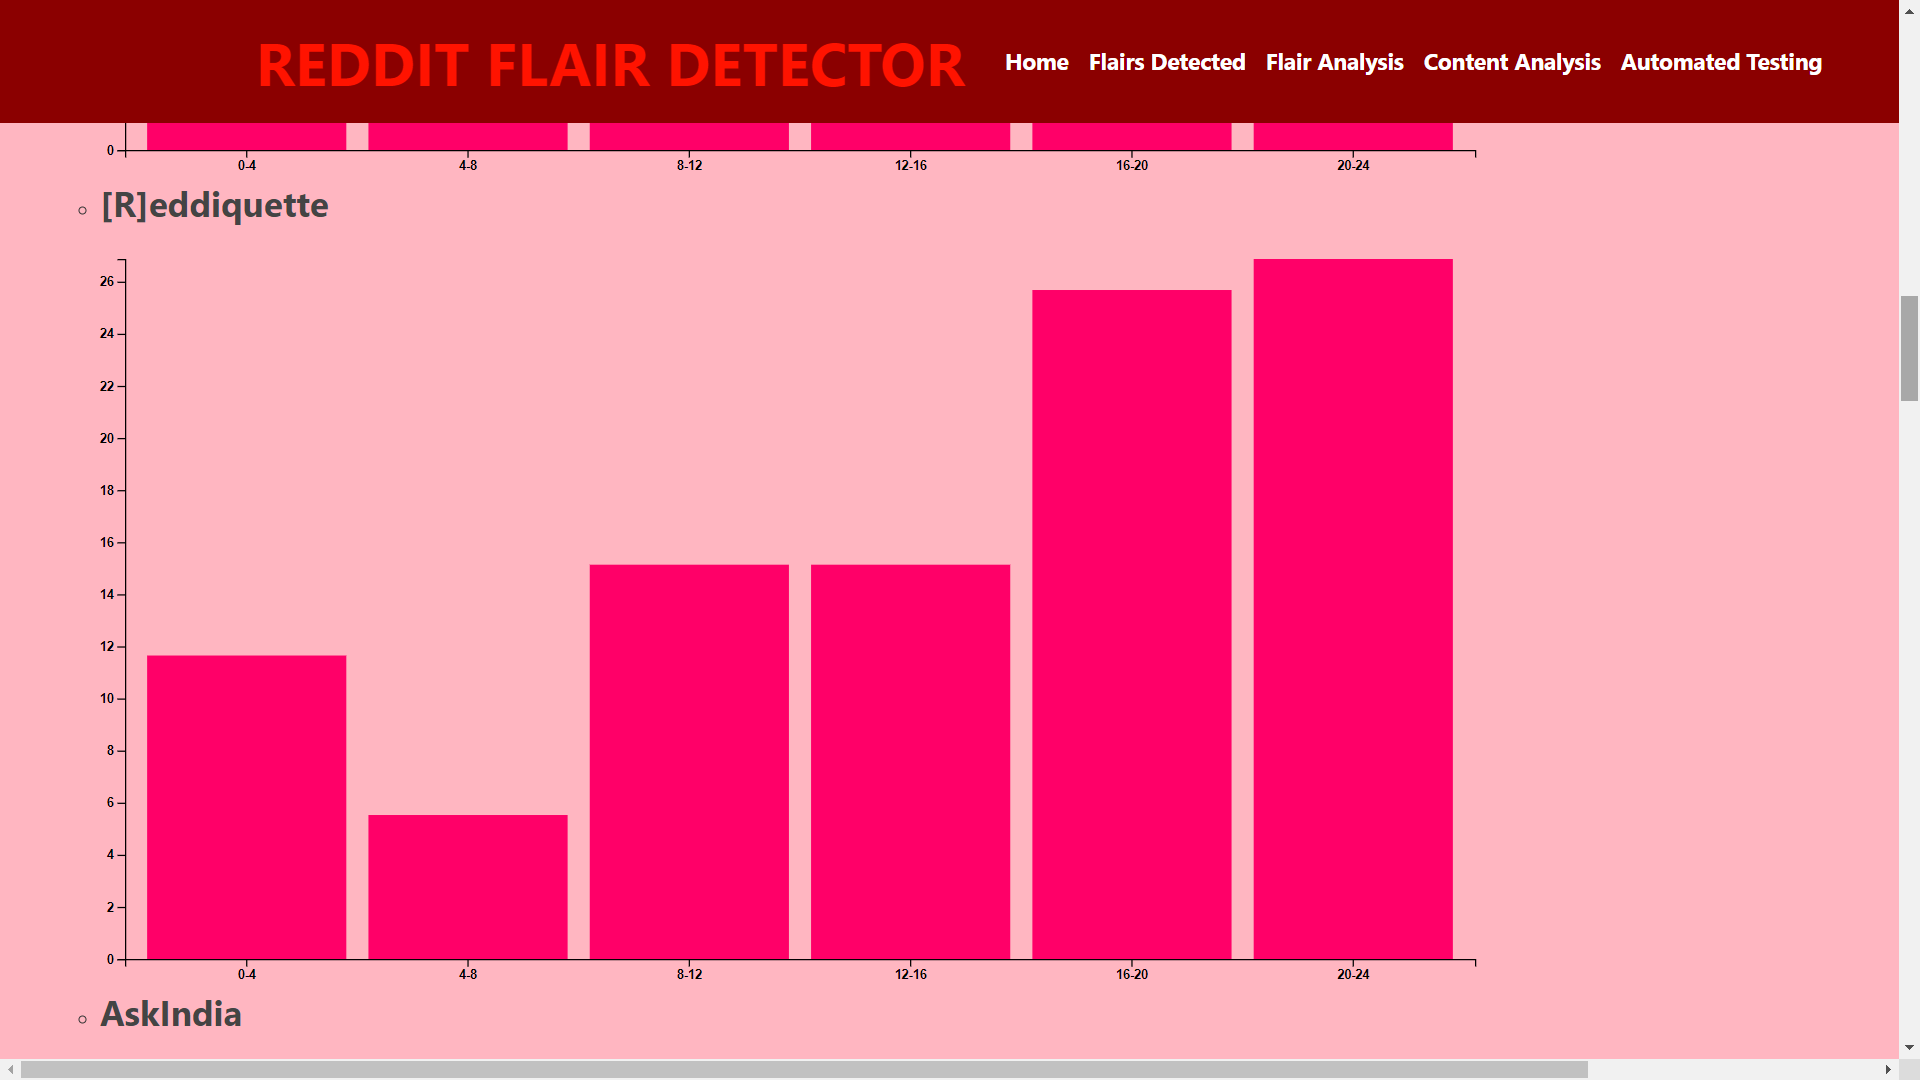 REDDIT FLAIR DETECTOR
Home Flairs Detected Flair Analysis Content Analysis Automated Testing
0
0-4 4-8 8-12 12-16 16-20 20-24
[R]eddiquette
26
24
22
20
18
16
14
12
10
8
6
4
2
0
0-4 4-8 8-12 12-16 16-20 20-24
AskIndia